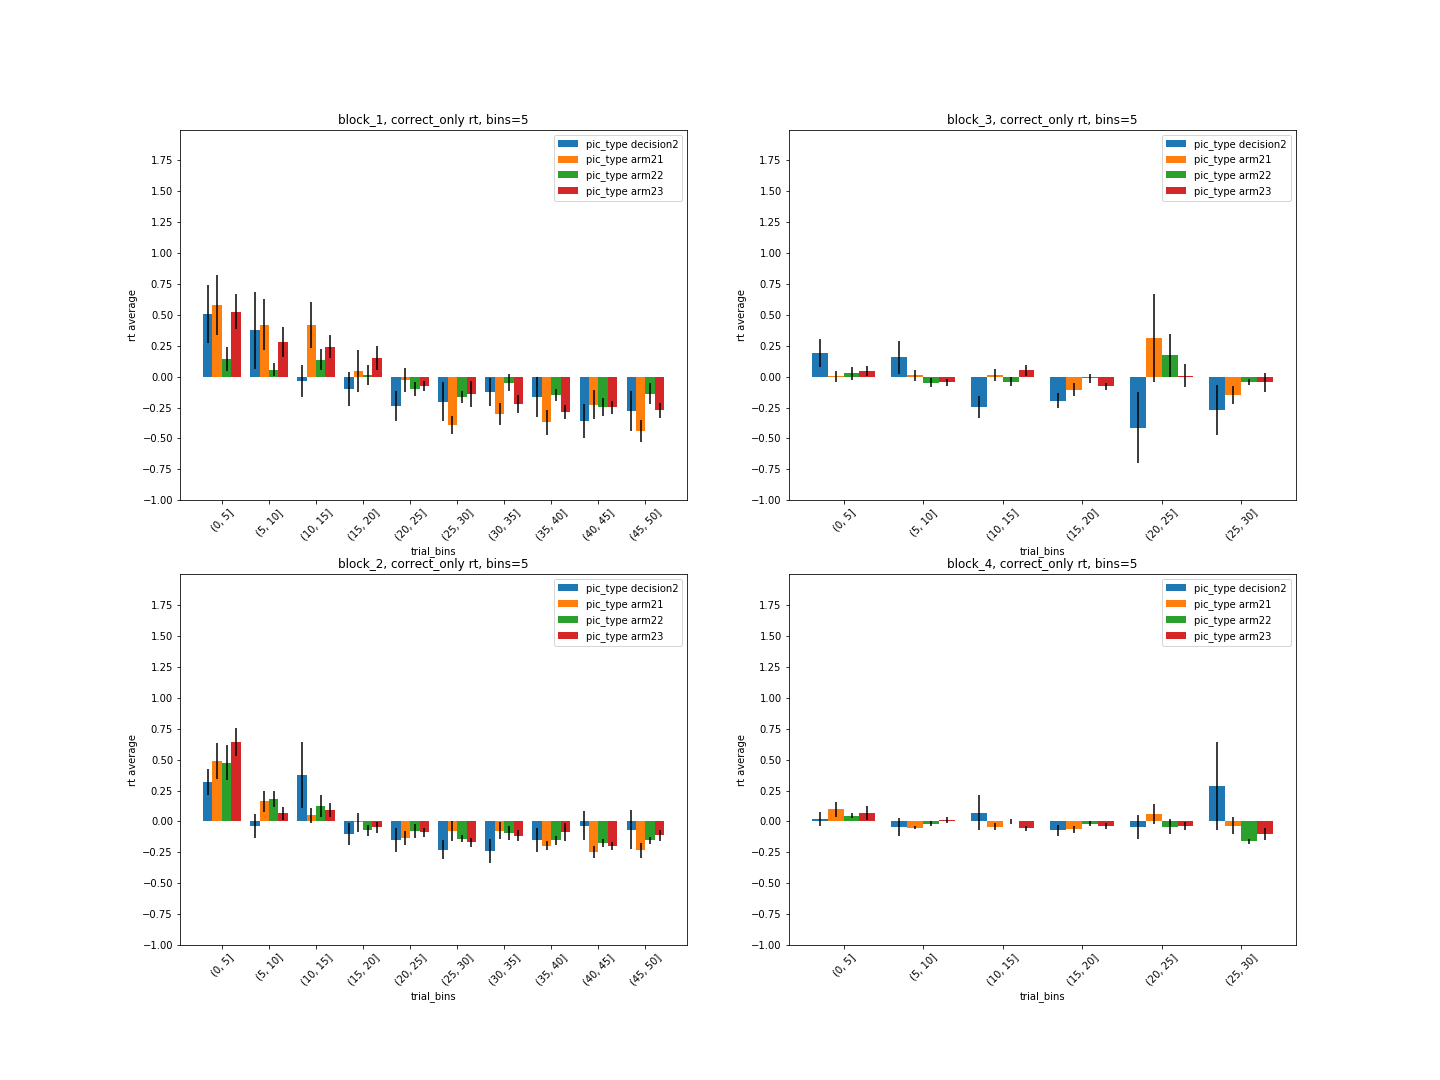 block_1, correct_only rt, bins=5
pic_type decision2
pic_type arm21
pic_type arm22
pic_type arm23
1.75
1.50
1.25
1.00
0.75
0.50
0.25
0.00
−0.25
−0.50
−0.75
−1.00
rt average
(0, 5]
(5, 10]
(10, 15]
(15, 20]
(20, 25]
(25, 30]
(30, 35]
(35, 40]
(40, 45]
(45, 50]
trial_bins
block_3, correct_only rt, bins=5
pic_type decision2
pic_type arm21
pic_type arm22
pic_type arm23
1.75
1.50
1.25
1.00
0.75
0.50
0.25
0.00
−0.25
−0.50
−0.75
−1.00
rt average
(0, 5]
(5, 10]
(10, 15]
(15, 20]
(20, 25]
(25, 30]
trial_bins
block_2, correct_only rt, bins=5
pic_type decision2
pic_type arm21
pic_type arm22
pic_type arm23
1.75
1.50
1.25
1.00
0.75
0.50
0.25
0.00
−0.25
−0.50
−0.75
−1.00
rt average
(0, 5]
(5, 10]
(10, 15]
(15, 20]
(20, 25]
(25, 30]
(30, 35]
(35, 40]
(40, 45]
(45, 50]
trial_bins
block_4, correct_only rt, bins=5
pic_type decision2
pic_type arm21
pic_type arm22
pic_type arm23
1.75
1.50
1.25
1.00
0.75
0.50
0.25
0.00
−0.25
−0.50
−0.75
−1.00
rt average
(0, 5]
(5, 10]
(10, 15]
(15, 20]
(20, 25]
(25, 30]
trial_bins